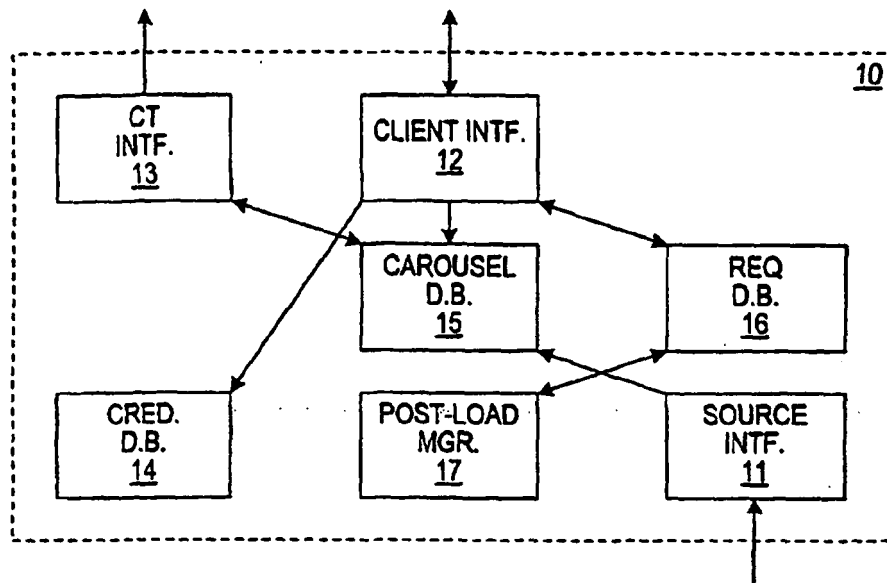 10
CT
INTF.
13
CLIENT INTF.
12
CAROUSEL
D.B.
15
REQ
D.B.
16
CRED.
D.B.
14
POST-LOAD
MGR.
17
SOURCE
INTF.
11